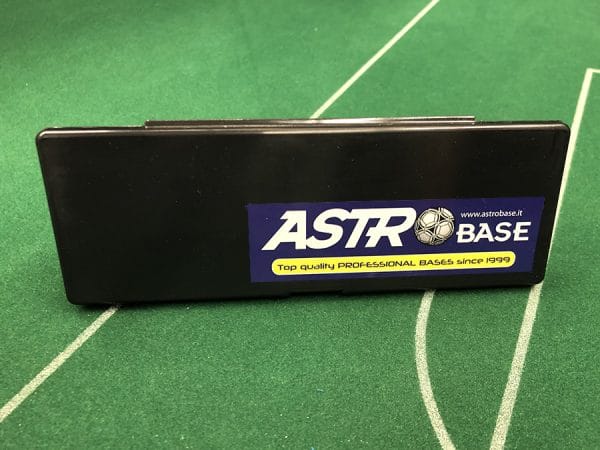 www.astrobase.it
ASTRO BASE
Top quality PROFESSIONAL BASES since 1999